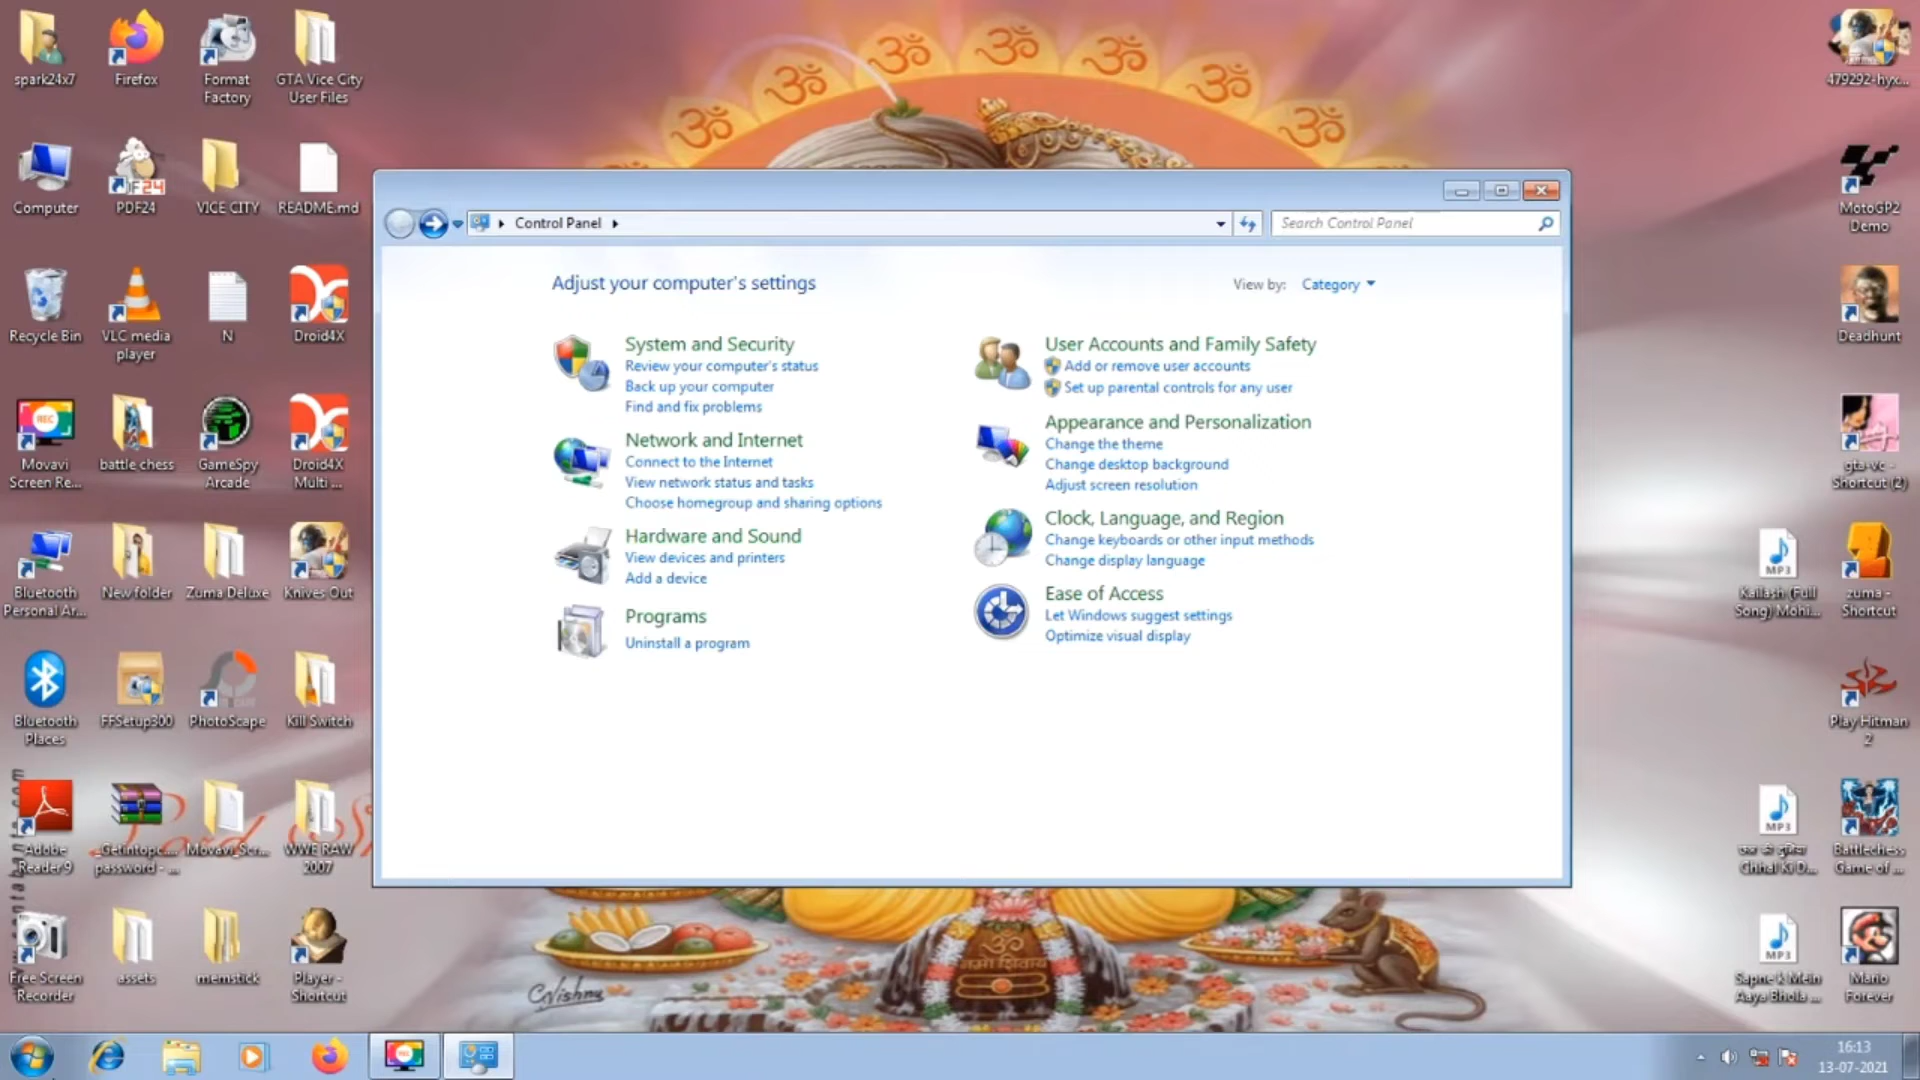 spark24x7
Firefox
Format
Factory
GTA Vice City
User Files
479292-hyx...
Computer
PDF24
VICE CITY
README.md
MotoGP2
Demo
Control Panel
Search Control Panel
Adjust your computer's settings
View by: Category
Recycle Bin
VLC media
player
N
Droid4X
Deadhunt
System and Security
Review your computer's status
Back up your computer
Find and fix problems
User Accounts and Family Safety
Add or remove user accounts
Set up parental controls for any user
Network and Internet
Connect to the Internet
View network status and tasks
Choose homegroup and sharing options
Appearance and Personalization
Change the theme
Change desktop background
Adjust screen resolution
Hardware and Sound
View devices and printers
Add a device
Clock, Language, and Region
Change keyboards or other input methods
Change display language
Programs
Uninstall a program
Ease of Access
Let Windows suggest settings
Optimize visual display
REC
Movavi
Screen Re...
battle chess
GameSpy
Arcade
Droid4X
Multi ...
gta-vc -
Shortcut (2)
Bluetooth
Personal Ar...
New folder
Zuma Deluxe
Knives Out
MP3
Kailash (Full
Song) Mohi...
zuma -
Shortcut
Bluetooth
Places
FFSetup300
PhotoScape
Kill Switch
Play Hitman
2
Adobe
Reader 9
_Getintopc....
password - ...
Movavi_Scr...
WWE RAW
2007
MP3
Chhal Ki D...
Battlechess
Game of ...
Free Screen
Recorder
assets
memstick
Player -
Shortcut
MP3
Sapne k Mein
Aaya Bhola ...
Mario
Forever
ॐ ॐ ॐ ॐ ॐ ॐ ॐ
ॐ
नमः शिवाय
16:13
13-07-2021